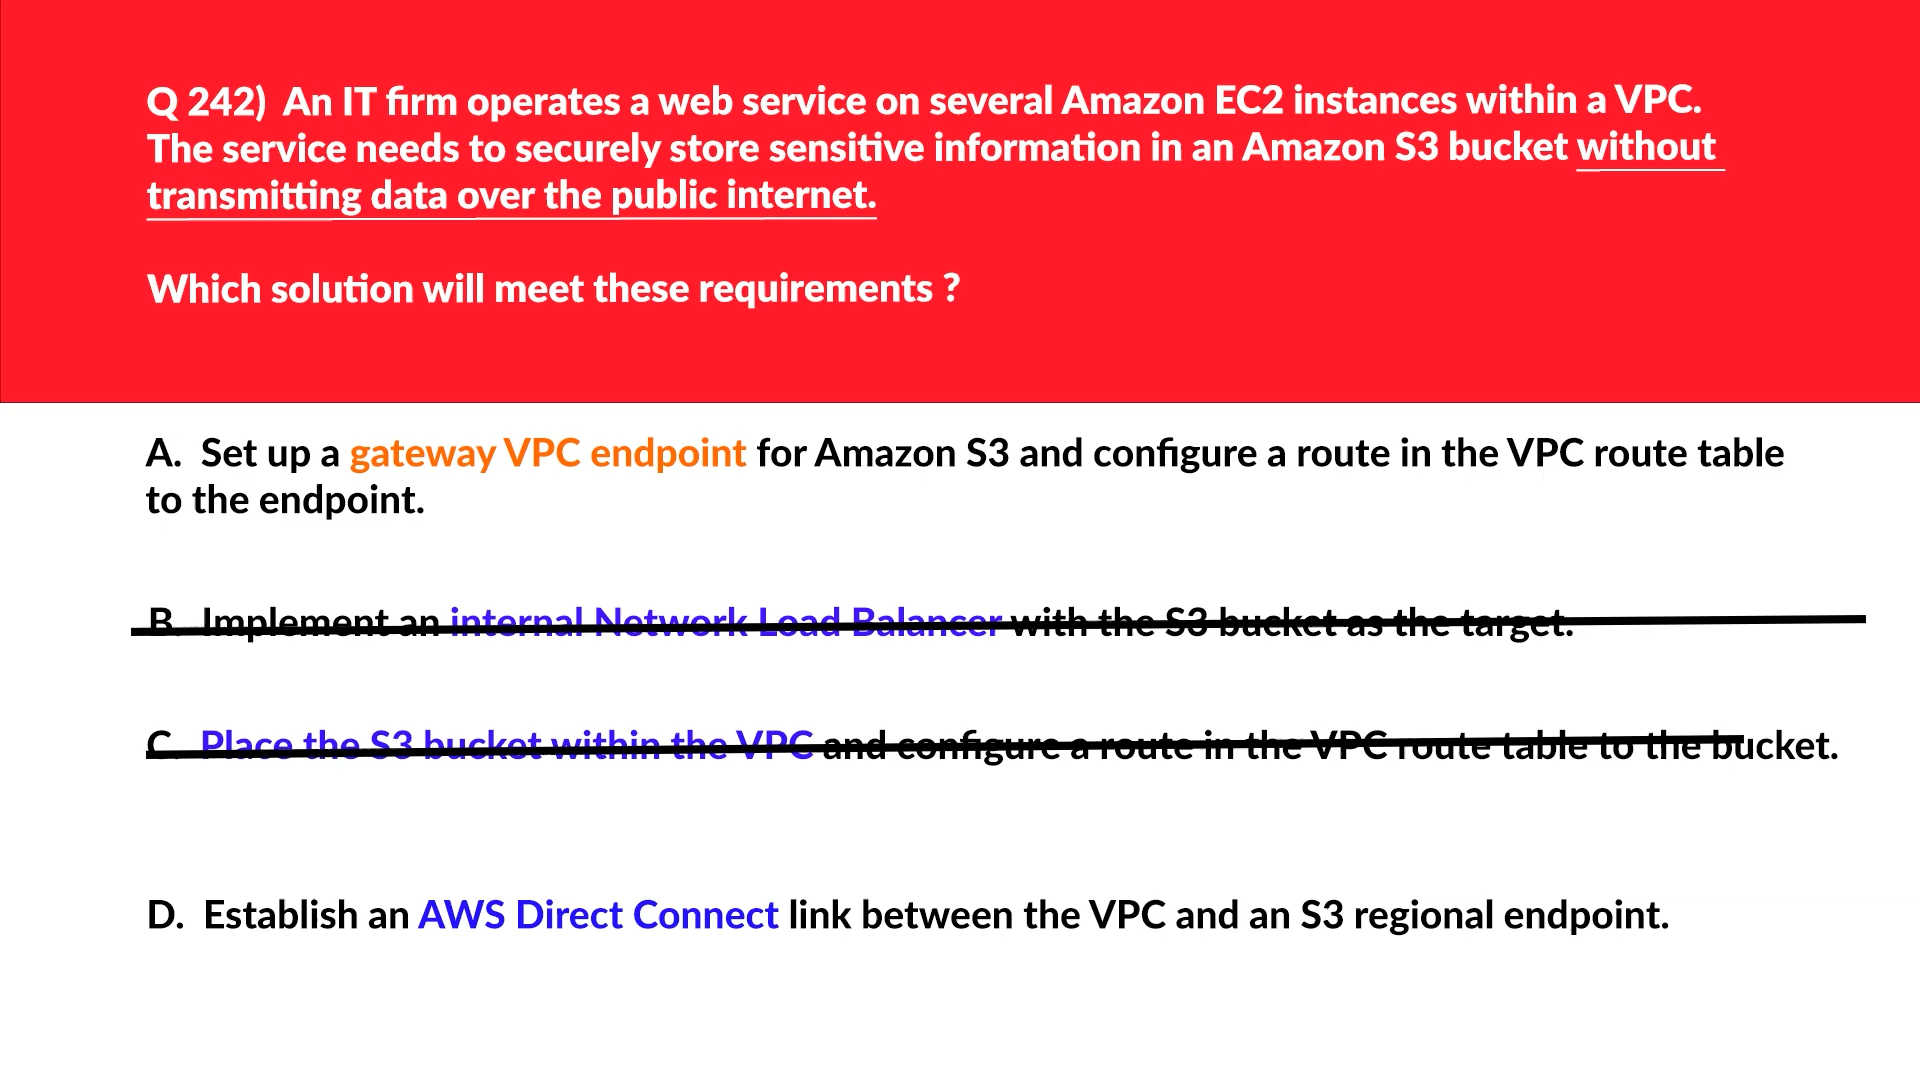 Q 242) An IT firm operates a web service on several Amazon EC2 instances within a VPC.
The service needs to securely store sensitive information in an Amazon S3 bucket without
transmitting data over the public internet.
Which solution will meet these requirements ?
A. Set up a gateway VPC endpoint for Amazon S3 and configure a route in the VPC route table
to the endpoint.
B. Implement an internal Network Load Balancer with the S3 bucket as the target.
C. Place the S3 bucket within the VPC and configure a route in the VPC route table to the bucket.
D. Establish an AWS Direct Connect link between the VPC and an S3 regional endpoint.